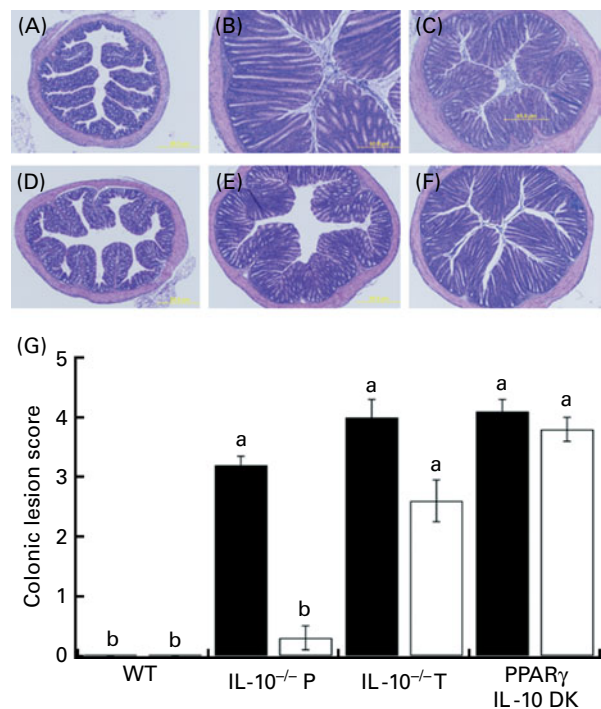 (A) (B) (C)
(D) (E) (F)
(G)
5
4
3
2
1
0
Colonic lesion score
b b a b a a a a
WT IL-10⁻/⁻ P IL-10⁻/⁻ T PPARγ
IL-10 DK